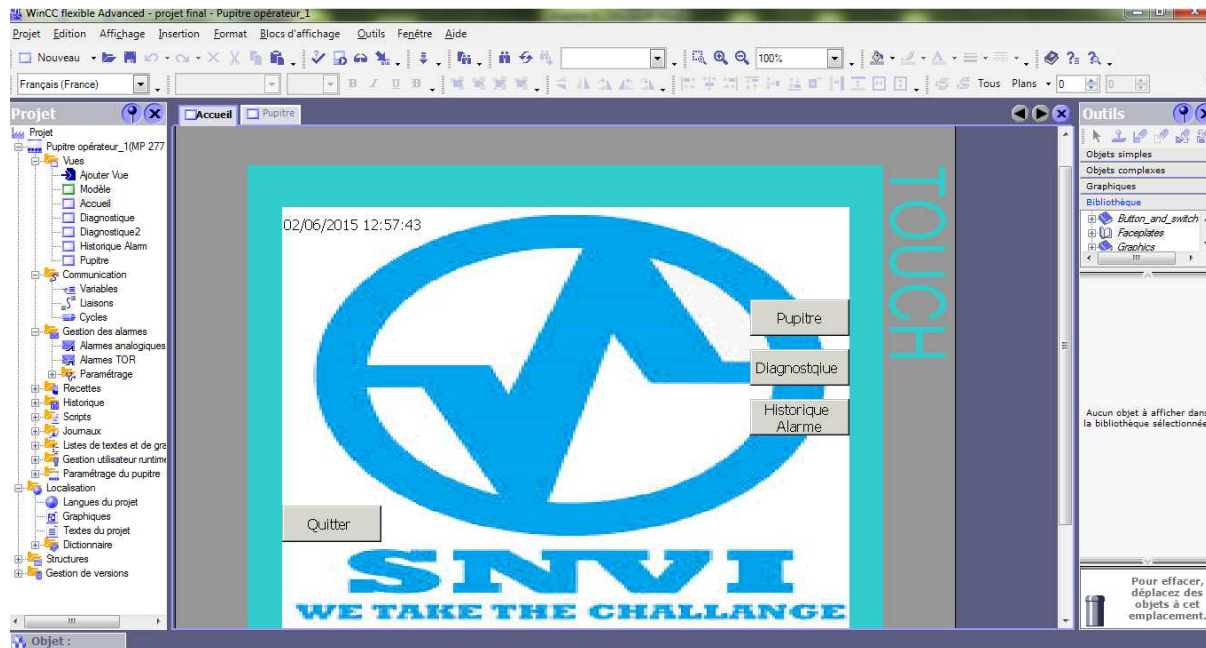 WinCC flexible Advanced - projet final - Pupitre opérateur_1
Projet Edition Affichage Insertion Format Blocs d'affichage Outils Fenêtre Aide
Nouveau 100%
Français (France) B I U B Tous Plans 0 0
Projet
Projet
Pupitre opérateur_1(MP 277
Vues
Ajouter Vue
Modèle
Accueil
Diagnostique
Diagnostique2
Historique Alarm
Pupitre
Communication
Variables
Liaisons
Cycles
Gestion des alarmes
Alarmes analogiques
Alarmes TOR
Paramétrage
Recettes
Historique
Scripts
Journaux
Listes de textes et de gra
Gestion utilisateur runtime
Paramétrage du pupitre
Localisation
Langues du projet
Graphiques
Textes du projet
Dictionnaire
Structures
Gestion de versions
Accueil Pupitre
02/06/2015 12:57:43
Pupitre
Diagnostqiue
Historique
Alarme
Quitter
SNVI
WE TAKE THE CHALLANGE
TOUCH
Outils
Objets simples
Objets complexes
Graphiques
Bibliothèque
Button_and_switch
Faceplates
Graphics
Aucun objet à afficher dans
la bibliothèque sélectionnée
Pour effacer,
déplacez des
objets à cet
emplacement.
Objet :